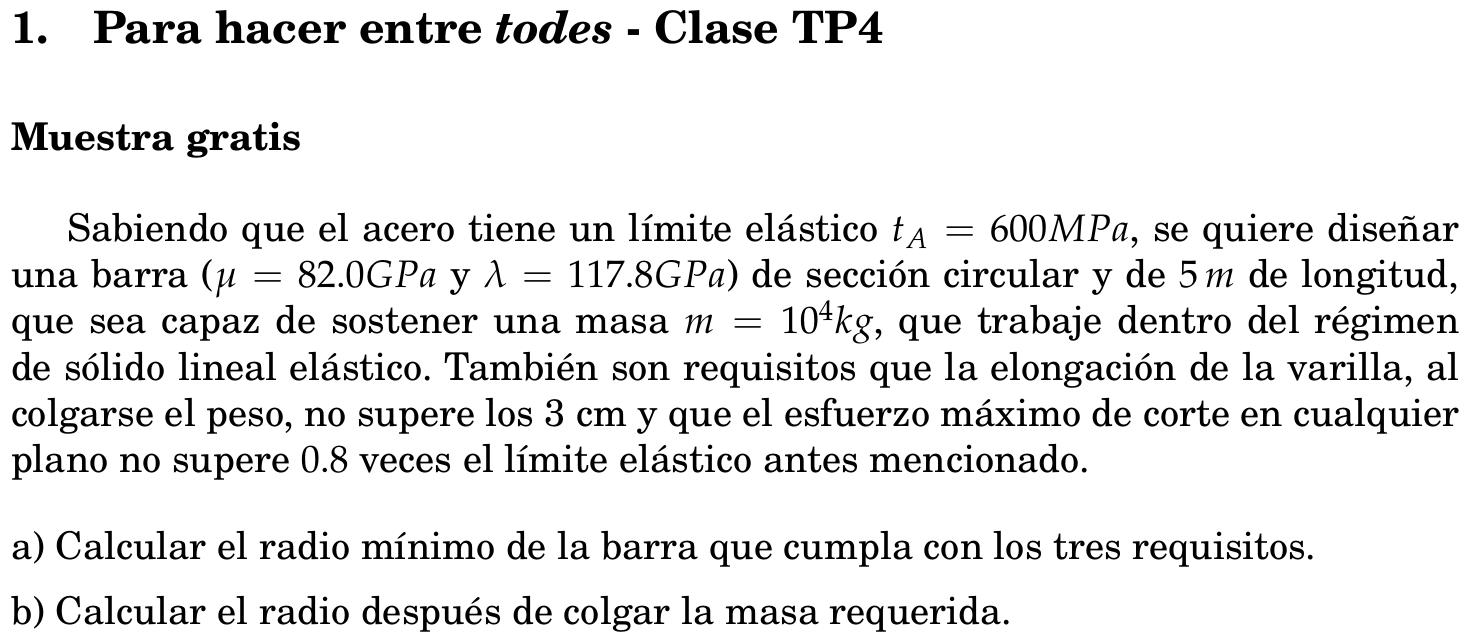 1. Para hacer entre todes - Clase TP4
Muestra gratis
Sabiendo que el acero tiene un límite elástico t_A = 600MPa, se quiere diseñar
una barra (μ = 82.0GPa y λ = 117.8GPa) de sección circular y de 5 m de longitud,
que sea capaz de sostener una masa m = 10⁴kg, que trabaje dentro del régimen
de sólido lineal elástico. También son requisitos que la elongación de la varilla, al
colgarse el peso, no supere los 3 cm y que el esfuerzo máximo de corte en cualquier
plano no supere 0.8 veces el límite elástico antes mencionado.
a) Calcular el radio mínimo de la barra que cumpla con los tres requisitos.
b) Calcular el radio después de colgar la masa requerida.